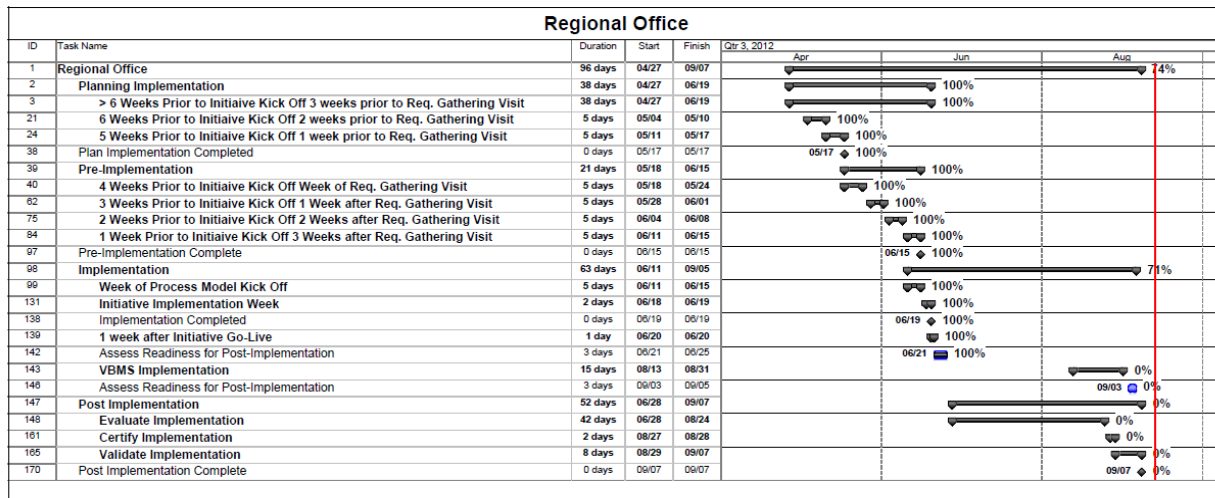 Regional Office
ID Task Name Duration Start Finish Qtr 3, 2012
Apr Jun Aug
1 Regional Office 96 days 04/27 09/07 74%
2 Planning Implementation 38 days 04/27 06/19 100%
3 > 6 Weeks Prior to Initiaive Kick Off 3 weeks prior to Req. Gathering Visit 38 days 04/27 06/19 100%
21 6 Weeks Prior to Initiaive Kick Off 2 weeks prior to Req. Gathering Visit 5 days 05/04 05/10 100%
24 5 Weeks Prior to Initiaive Kick Off 1 week prior to Req. Gathering Visit 5 days 05/11 05/17 100%
38 Plan Implementation Completed 0 days 05/17 05/17 05/17 100%
39 Pre-Implementation 21 days 05/18 06/15 100%
40 4 Weeks Prior to Initiaive Kick Off Week of Req. Gathering Visit 5 days 05/18 05/24 100%
62 3 Weeks Prior to Initiaive Kick Off 1 Week after Req. Gathering Visit 5 days 05/28 06/01 100%
75 2 Weeks Prior to Initiaive Kick Off 2 Weeks after Req. Gathering Visit 5 days 06/04 06/08 100%
84 1 Week Prior to Initiaive Kick Off 3 Weeks after Req. Gathering Visit 5 days 06/11 06/15 100%
97 Pre-Implementation Complete 0 days 06/15 06/15 06/15 100%
98 Implementation 63 days 06/11 09/05 71%
99 Week of Process Model Kick Off 5 days 06/11 06/15 100%
131 Initiative Implementation Week 2 days 06/18 06/19 100%
138 Implementation Completed 0 days 06/19 06/19 06/19 100%
139 1 week after Initiative Go-Live 1 day 06/20 06/20 100%
142 Assess Readiness for Post-Implementation 3 days 06/21 06/25 06/21 100%
143 VBMS Implementation 15 days 08/13 08/31 0%
146 Assess Readiness for Post-Implementation 3 days 09/03 09/05 09/03 0%
147 Post Implementation 52 days 06/28 09/07 0%
148 Evaluate Implementation 42 days 06/28 08/24 0%
161 Certify Implementation 2 days 08/27 08/28 0%
165 Validate Implementation 8 days 08/29 09/07 0%
170 Post Implementation Complete 0 days 09/07 09/07 09/07 0%